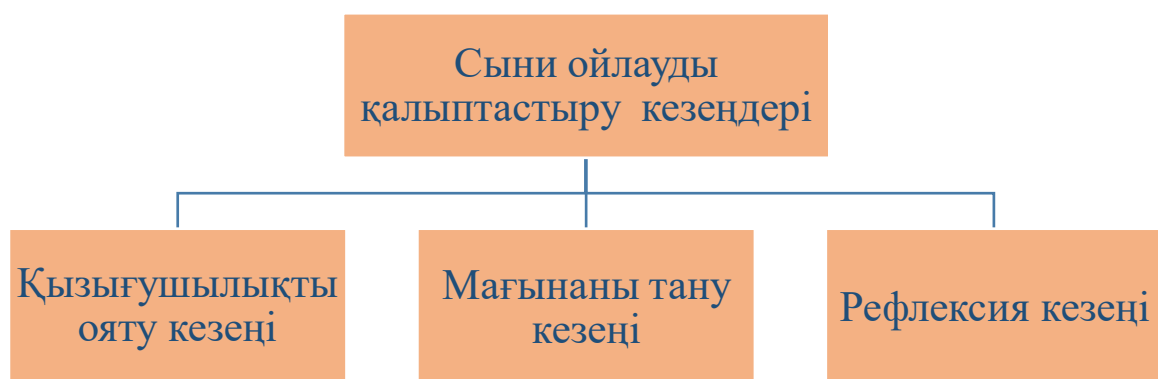 Сыни ойлауды
қалыптастыру кезеңдері
Қызығушылықты
ояту кезеңі
Мағынаны тану
кезеңі
Рефлексия кезеңі